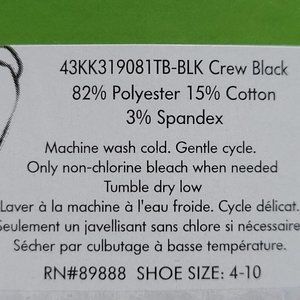 43KK319081TB-BLK Crew Black
82% Polyester 15% Cotton
3% Spandex
Machine wash cold. Gentle cycle.
Only non-chlorine bleach when needed
Tumble dry low
Laver à la machine à l'eau froide. Cycle délicat.
Seulement un javellisant sans chlore si nécessaire
Sécher par culbutage à basse température.
RN#89888 SHOE SIZE: 4-10